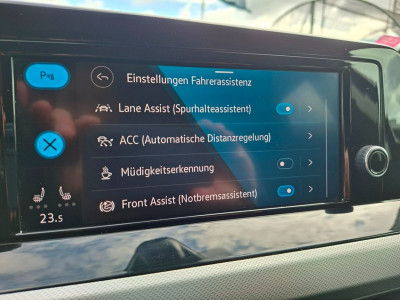 Einstellungen Fahrerassistenz
Lane Assist (Spurhalteassistent)
ACC (Automatische Distanzregelung)
Müdigkeitserkennung
Front Assist (Notbremsassistent)
23.5